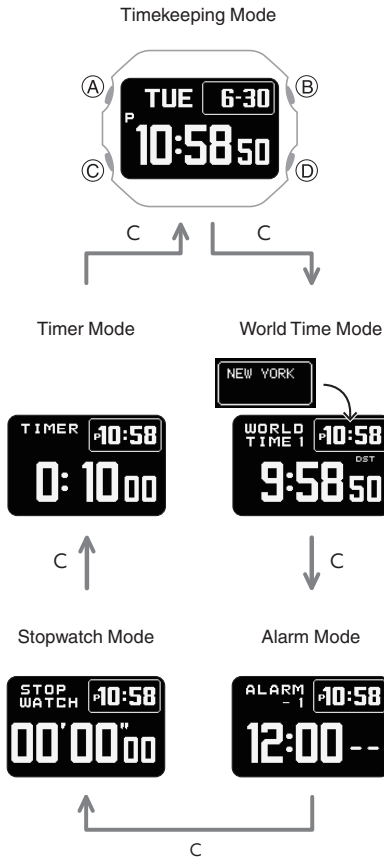 Timekeeping Mode
A
B
TUE 6-30
P
10:58 50
C
D
C
C
Timer Mode
World Time Mode
NEW YORK
TIMER P10:58
0: 10 00
WORLD TIME 1 P10:58
DST
9:58 50
C
C
Stopwatch Mode
Alarm Mode
STOP WATCH P10:58
00'00"00
ALARM -1 P10:58
12:00--
C